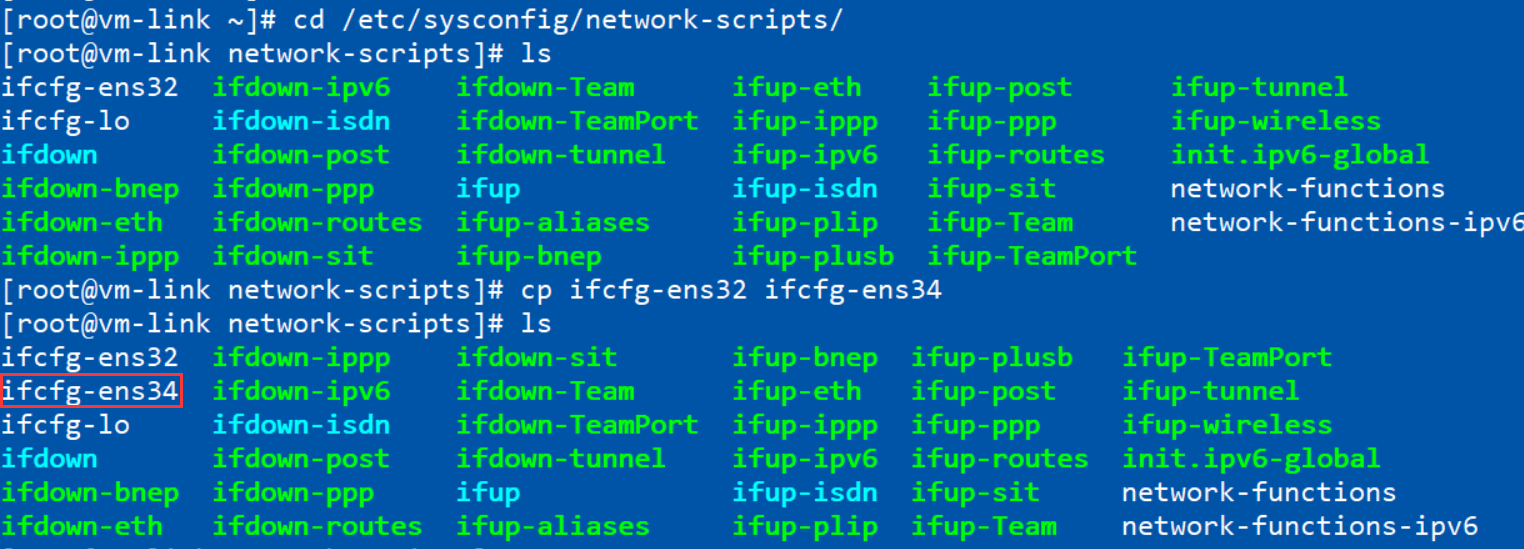 [root@vm-link ~]# cd /etc/sysconfig/network-scripts/
[root@vm-link network-scripts]# ls
ifcfg-ens32  ifdown-ipv6    ifdown-Team      ifup-eth    ifup-post      ifup-tunnel
ifcfg-lo     ifdown-isdn    ifdown-TeamPort  ifup-ippp   ifup-ppp       ifup-wireless
ifdown       ifdown-post    ifdown-tunnel    ifup-ipv6   ifup-routes    init.ipv6-global
ifdown-bnep  ifdown-ppp     ifup             ifup-isdn   ifup-sit       network-functions
ifdown-eth   ifdown-routes  ifup-aliases     ifup-plip   ifup-Team      network-functions-ipv6
ifdown-ippp  ifdown-sit     ifup-bnep        ifup-plusb  ifup-TeamPort
[root@vm-link network-scripts]# cp ifcfg-ens32 ifcfg-ens34
[root@vm-link network-scripts]# ls
ifcfg-ens32  ifdown-ippp    ifdown-sit       ifup-bnep  ifup-plusb   ifup-TeamPort
ifcfg-ens34  ifdown-ipv6    ifdown-Team      ifup-eth   ifup-post    ifup-tunnel
ifcfg-lo     ifdown-isdn    ifdown-TeamPort  ifup-ippp  ifup-ppp     ifup-wireless
ifdown       ifdown-post    ifdown-tunnel    ifup-ipv6  ifup-routes  init.ipv6-global
ifdown-bnep  ifdown-ppp     ifup             ifup-isdn  ifup-sit     network-functions
ifdown-eth   ifdown-routes  ifup-aliases     ifup-plip  ifup-Team    network-functions-ipv6